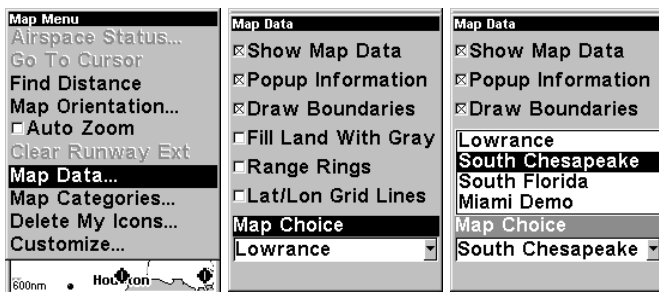 Map Menu
Airspace Status...
Go To Cursor
Find Distance
Map Orientation...
Auto Zoom
Clear Runway Ext
Map Data...
Map Categories...
Delete My Icons...
Customize...
600nm
Houston
Map Data
Show Map Data
Popup Information
Draw Boundaries
Fill Land With Gray
Range Rings
Lat/Lon Grid Lines
Map Choice
Lowrance
Map Data
Show Map Data
Popup Information
Draw Boundaries
Lowrance
South Chesapeake
South Florida
Miami Demo
Map Choice
South Chesapeake